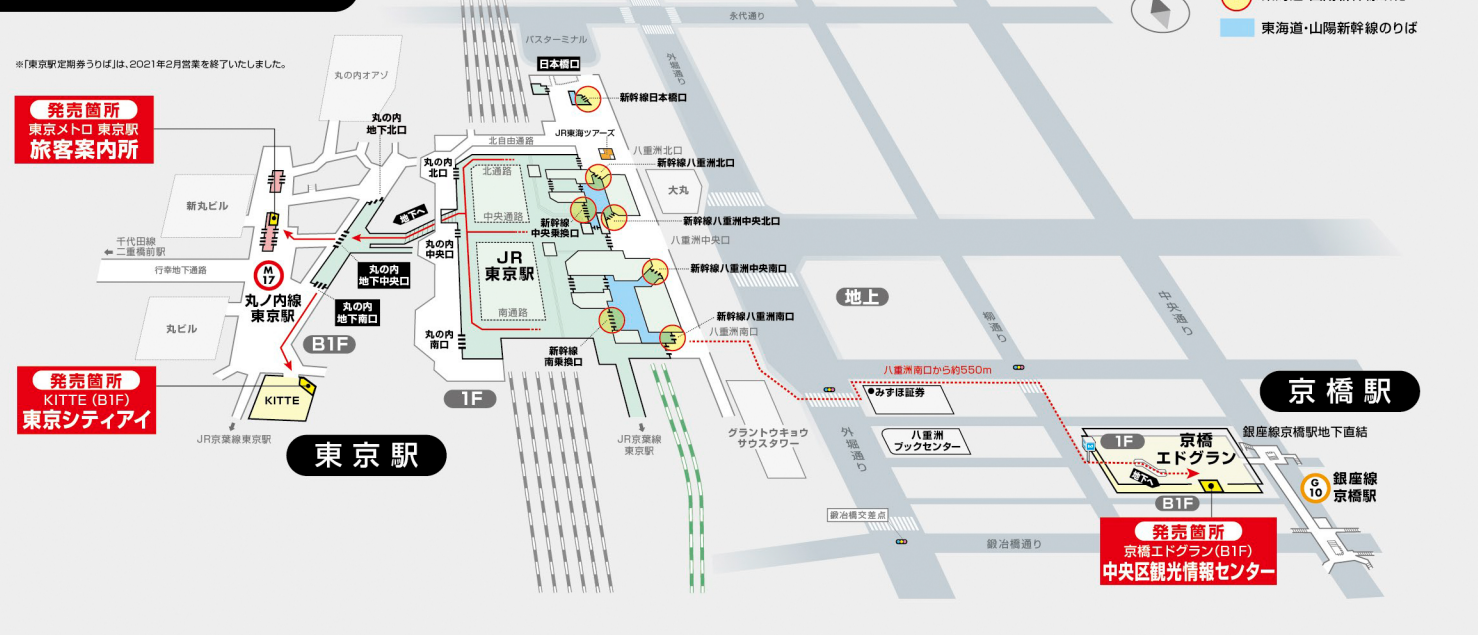 永代通り
東海道・山陽新幹線のりば
バスターミナル
※「東京駅定期券うりば」は、2021年2月営業を終了いたしました。
丸の内オアゾ
日本橋口
外堀通り
発売箇所
東京メトロ 東京駅
旅客案内所
新幹線日本橋口
丸の内
地下北口
北自由通路
JR東海ツアーズ
八重洲北口
丸の内
北口
北通路
新幹線八重洲北口
大丸
新丸ビル
地下へ
中央通路
新幹線
中央乗換口
新幹線八重洲中央北口
千代田線
二重橋前駅
丸の内
中央口
八重洲中央口
行幸地下通路
M
17
丸ノ内線
東京駅
丸の内
地下中央口
JR
東京駅
新幹線八重洲中央南口
地上
中央通り
丸の内
地下南口
南通路
新幹線八重洲南口
柳通り
丸ビル
B1F
丸の内
南口
八重洲南口
新幹線
南乗換口
発売箇所
KITTE (B1F)
東京シティアイ
KITTE
1F
八重洲南口から約550m
みずほ証券
京橋駅
JR京葉線東京駅
東京駅
JR京葉線
東京駅
グラントウキョウ
サウスタワー
外堀通り
八重洲
ブックセンター
1F
京橋
エドグラン
銀座線京橋駅地下直結
地下へ
G
10
銀座線
京橋駅
B1F
鍛冶橋交差点
鍛冶橋通り
発売箇所
京橋エドグラン(B1F)
中央区観光情報センター